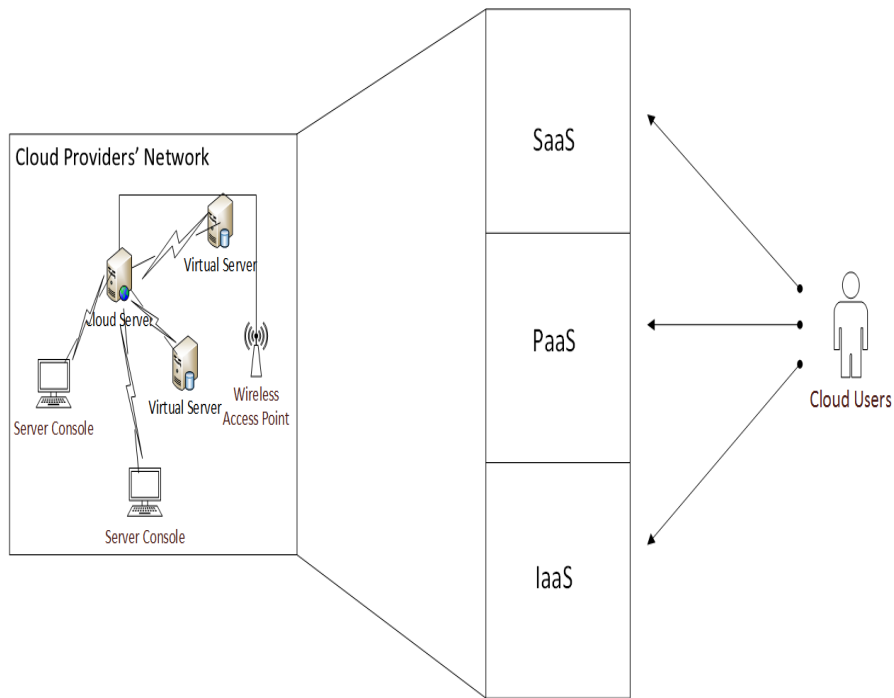 Cloud Providers' Network
Virtual Server
Cloud Server
Virtual Server
Wireless
Access Point
Server Console
Server Console
SaaS
PaaS
IaaS
Cloud Users